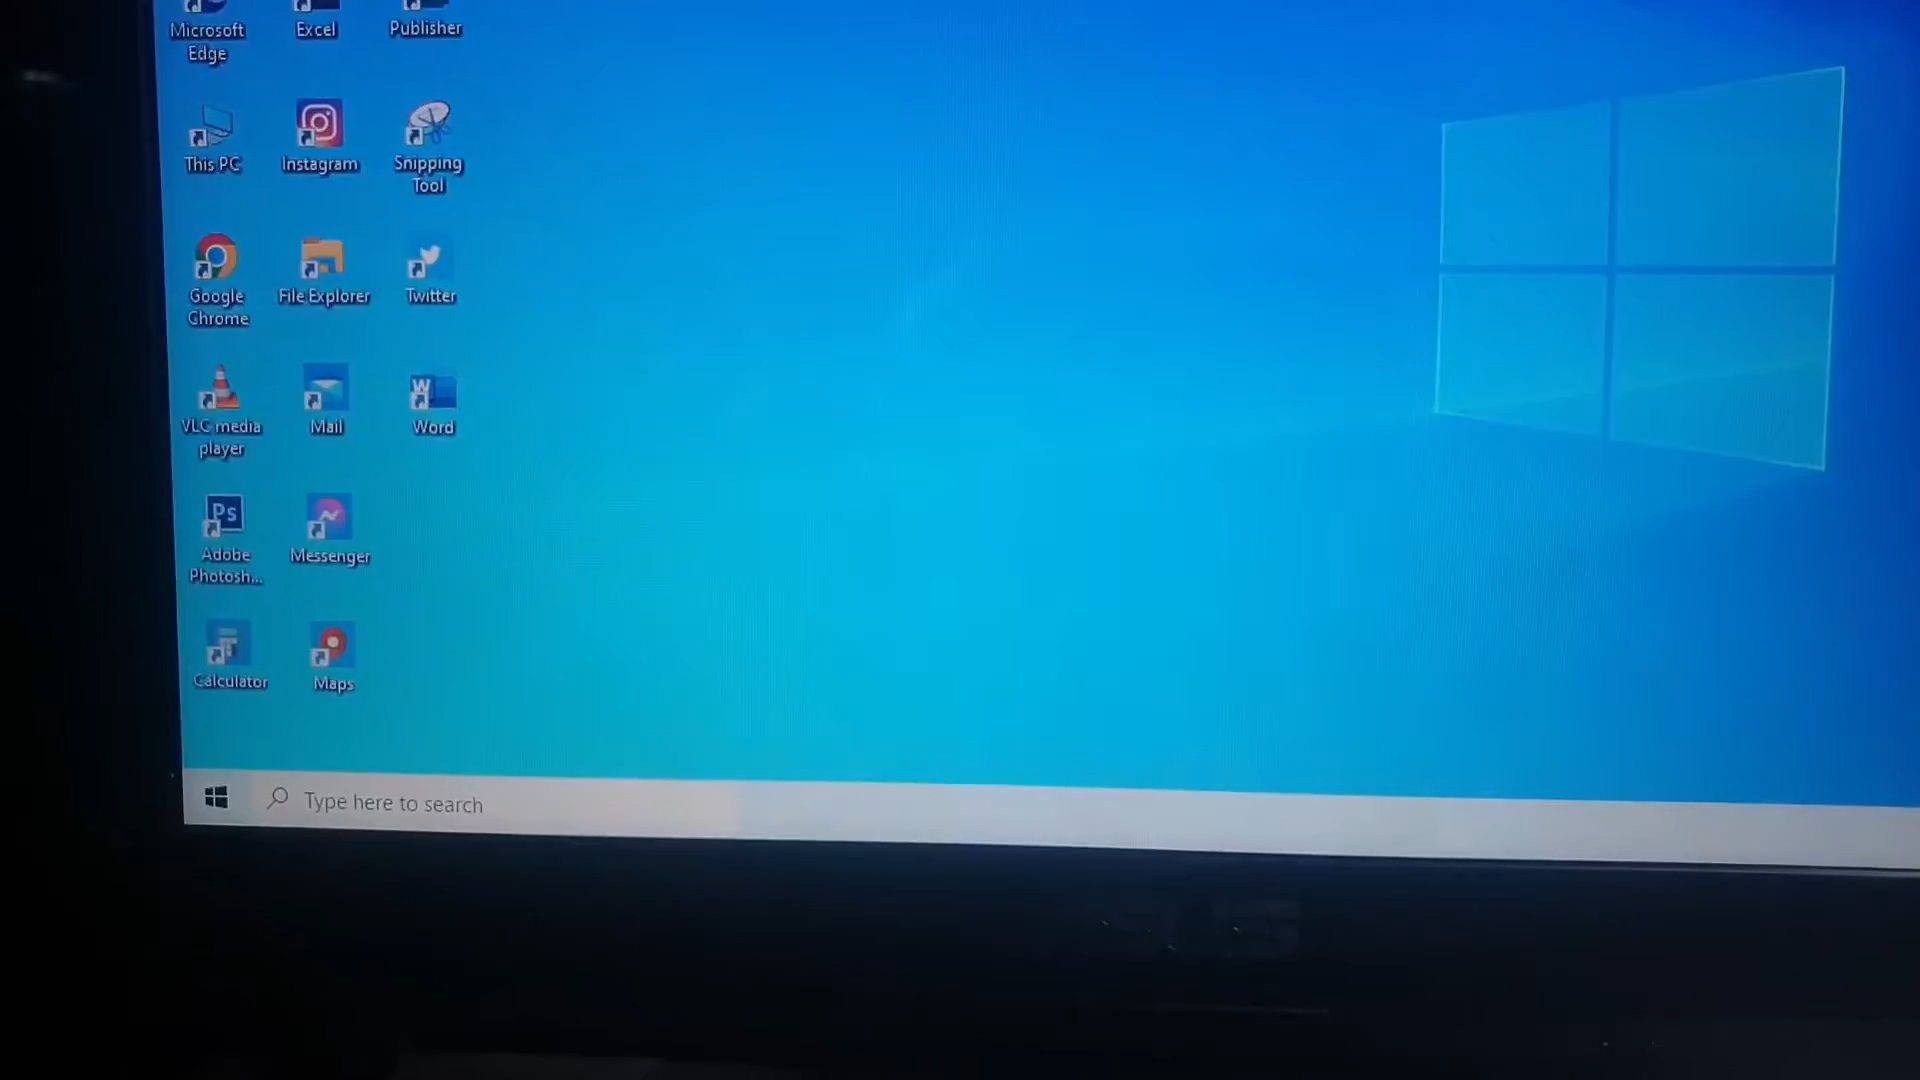 Microsoft
Edge
Excel
Publisher
This PC
Instagram
Snipping
Tool
Google
Chrome
File Explorer
Twitter
VLC media
player
Mail
W
Word
Ps
Adobe
Photosh...
Messenger
Calculator
Maps
Type here to search